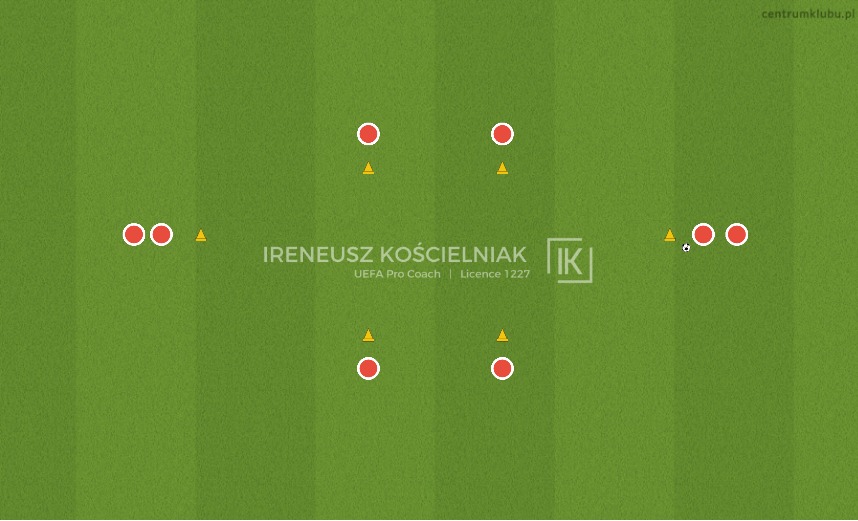 centrumklubu.pl
IRENEUSZ KOŚCIELNIAK
IK
UEFA Pro Coach | Licence 1227